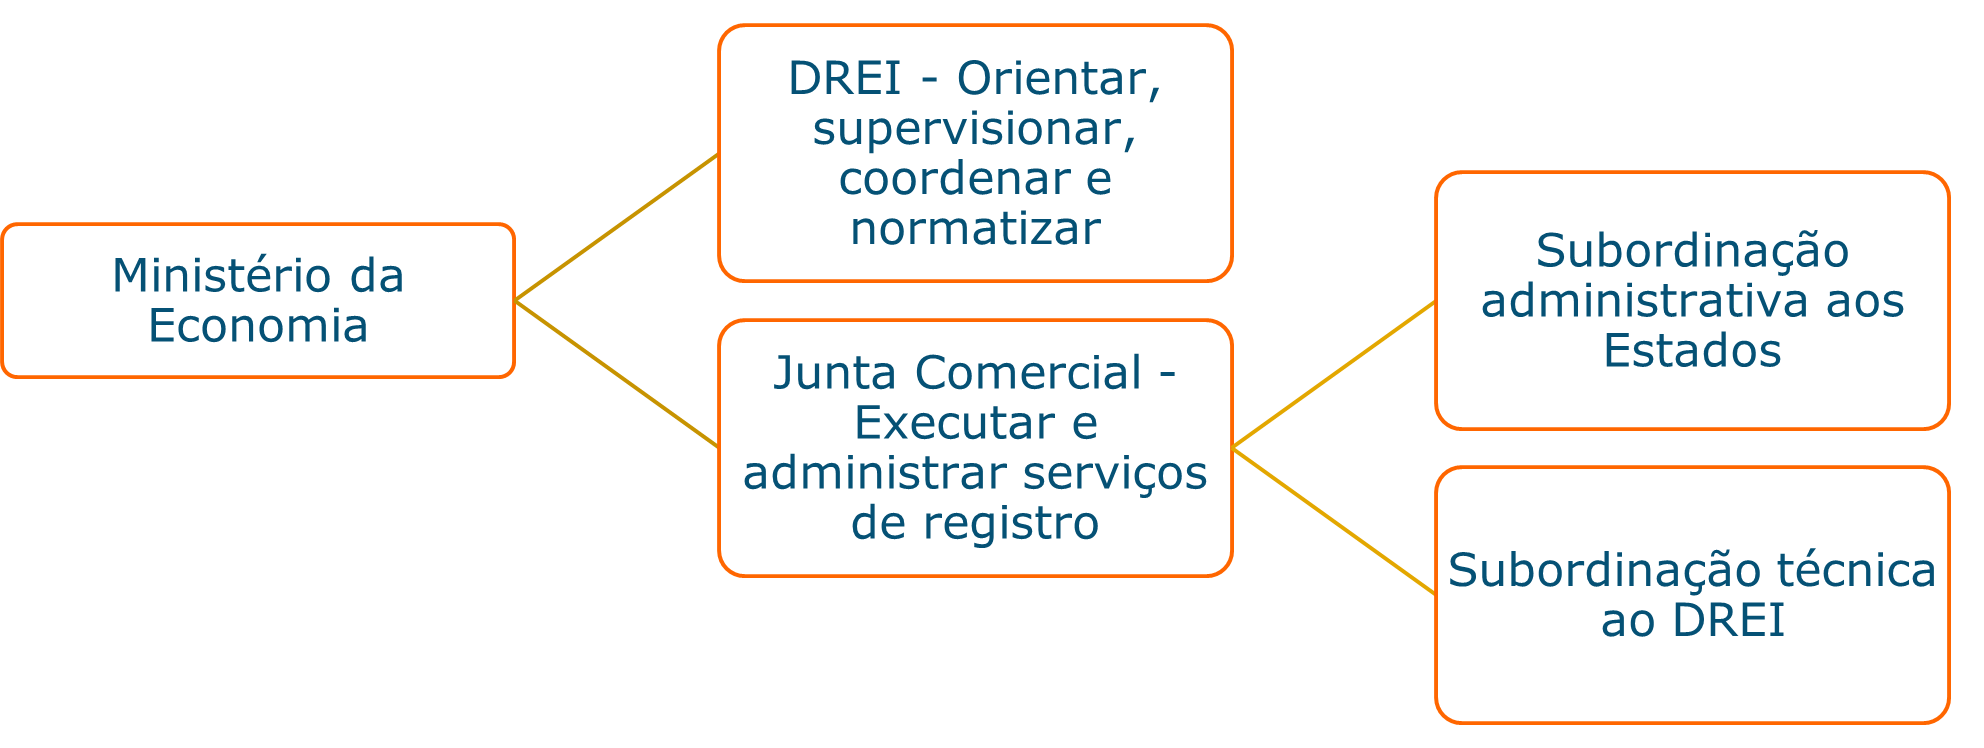 Ministério da
Economia
DREI - Orientar,
supervisionar,
coordenar e
normatizar
Junta Comercial -
Executar e
administrar serviços
de registro
Subordinação
administrativa aos
Estados
Subordinação técnica
ao DREI